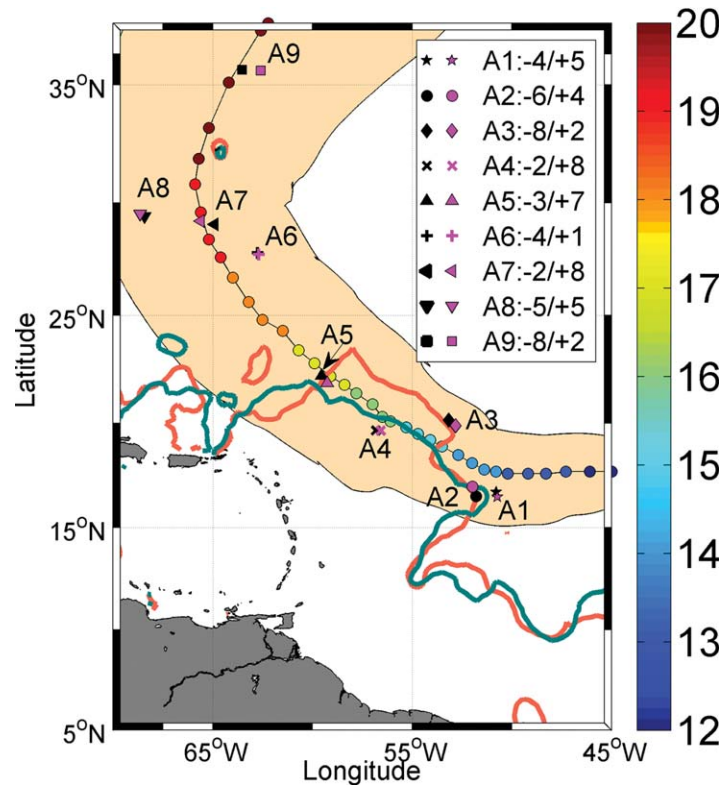 A9
A1:-4/+5
A2:-6/+4
A3:-8/+2
A4:-2/+8
A5:-3/+7
A6:-4/+1
A7:-2/+8
A8:-5/+5
A9:-8/+2
A8
A7
A6
A5
A4
A3
A2
A1
35°N
25°N
15°N
5°N
Latitude
65°W
55°W
45°W
Longitude
20
19
18
17
16
15
14
13
12